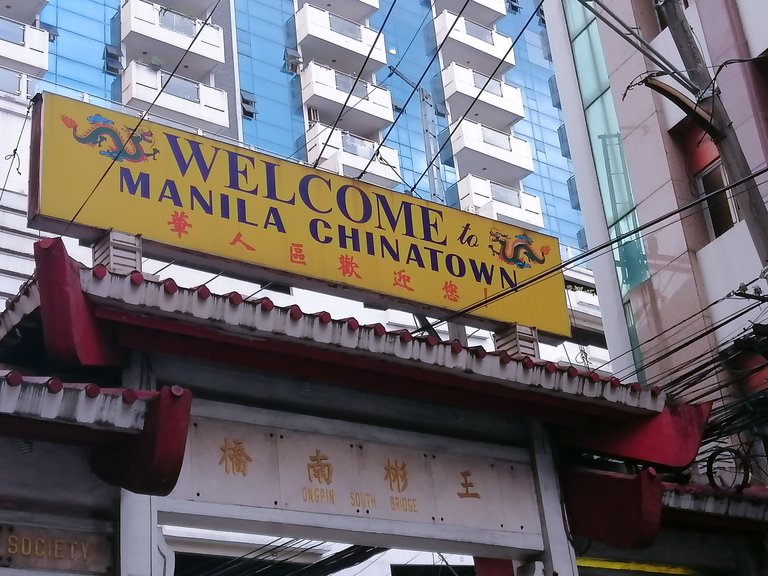 WELCOME to
MANILA CHINATOWN
華人區歡迎您!
橋南彬王
ONGPIN SOUTH BRIDGE
SOCIETY